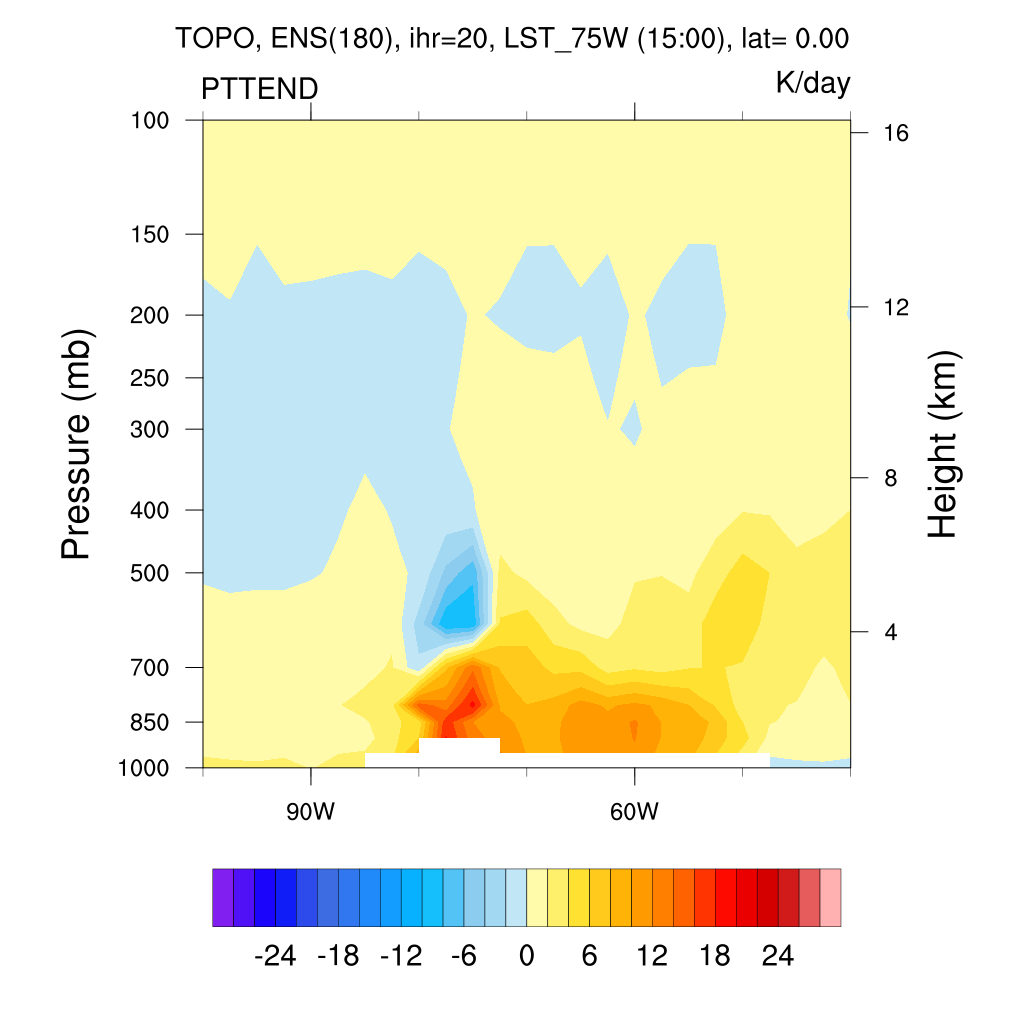 TOPO, ENS(180), ihr=20, LST_75W (15:00), lat= 0.00
PTTEND
K/day
100
150
200
250
300
400
500
700
850
1000
Pressure (mb)
16
12
8
4
Height (km)
90W
60W
-24 -18 -12 -6 0 6 12 18 24